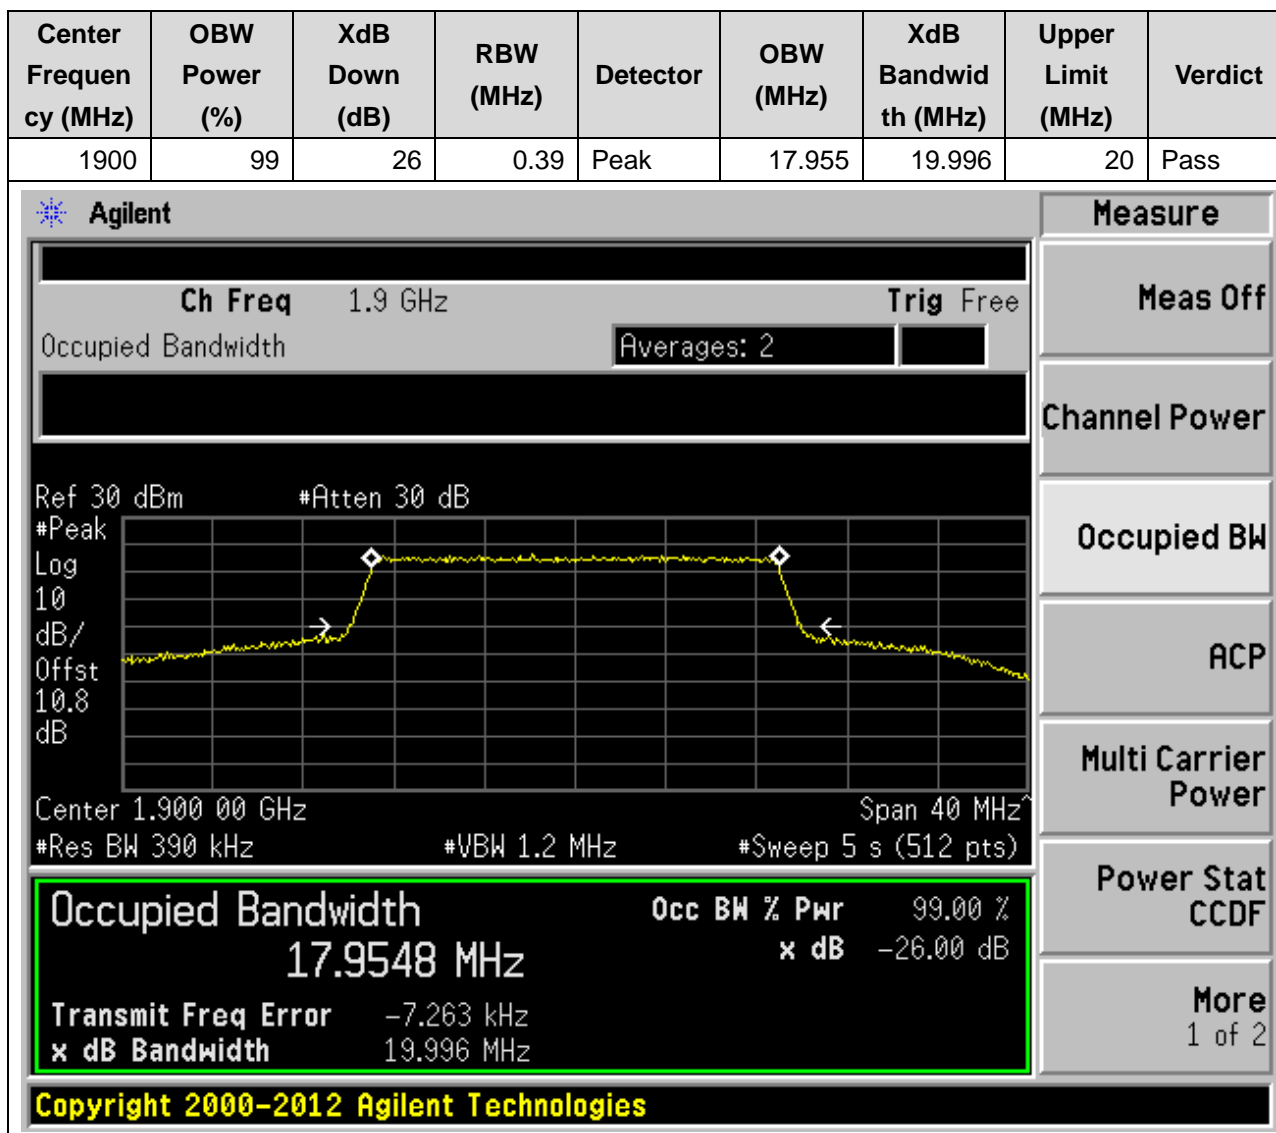 Center Frequen cy (MHz) | OBW Power (%) | XdB Down (dB) | RBW (MHz) | Detector | OBW (MHz) | XdB Bandwid th (MHz) | Upper Limit (MHz) | Verdict
1900 | 99 | 26 | 0.39 | Peak | 17.955 | 19.996 | 20 | Pass
Agilent
Measure
Ch Freq 1.9 GHz Trig Free
Meas Off
Occupied Bandwidth
Averages: 2
Channel Power
Ref 30 dBm #Atten 30 dB
#Peak
Log
10
dB/
Offst
10.8
dB
Occupied BW
ACP
Multi Carrier
Power
Center 1.900 00 GHz Span 40 MHz^
#Res BW 390 kHz #VBW 1.2 MHz #Sweep 5 s (512 pts)
Power Stat
CCDF
Occupied Bandwidth
17.9548 MHz
Occ BW % Pwr 99.00 %
x dB -26.00 dB
Transmit Freq Error -7.263 kHz
x dB Bandwidth 19.996 MHz
More
1 of 2
Copyright 2000-2012 Agilent Technologies